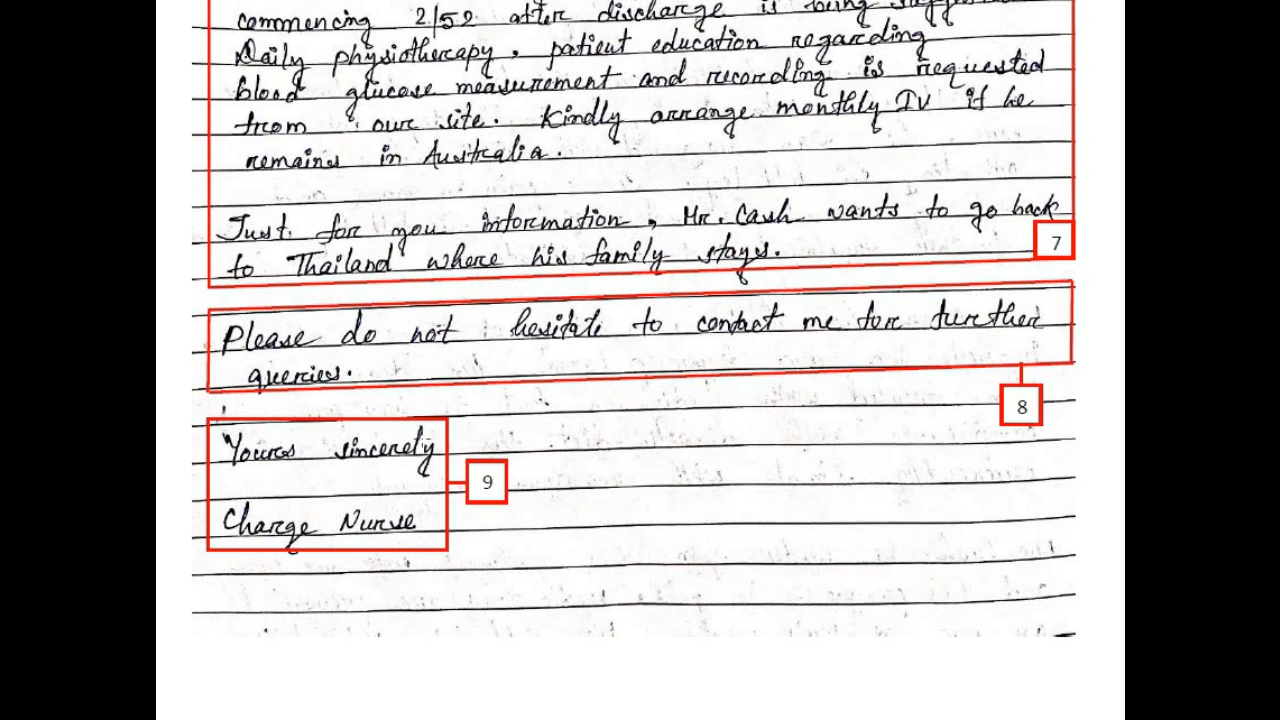 commencing 2/52 after discharge is being
Daily physiotherapy, patient education regarding
blood glucose measurement and recording is requested
from our site. Kindly arrange monthly IV if he
remains in Australia.
Just for you information, Mr. Cash wants to go back
to Thailand where his family stays.
7
Please do not hesitate to contact me for further
queries.
8
Yours sincerely
9
Charge Nurse